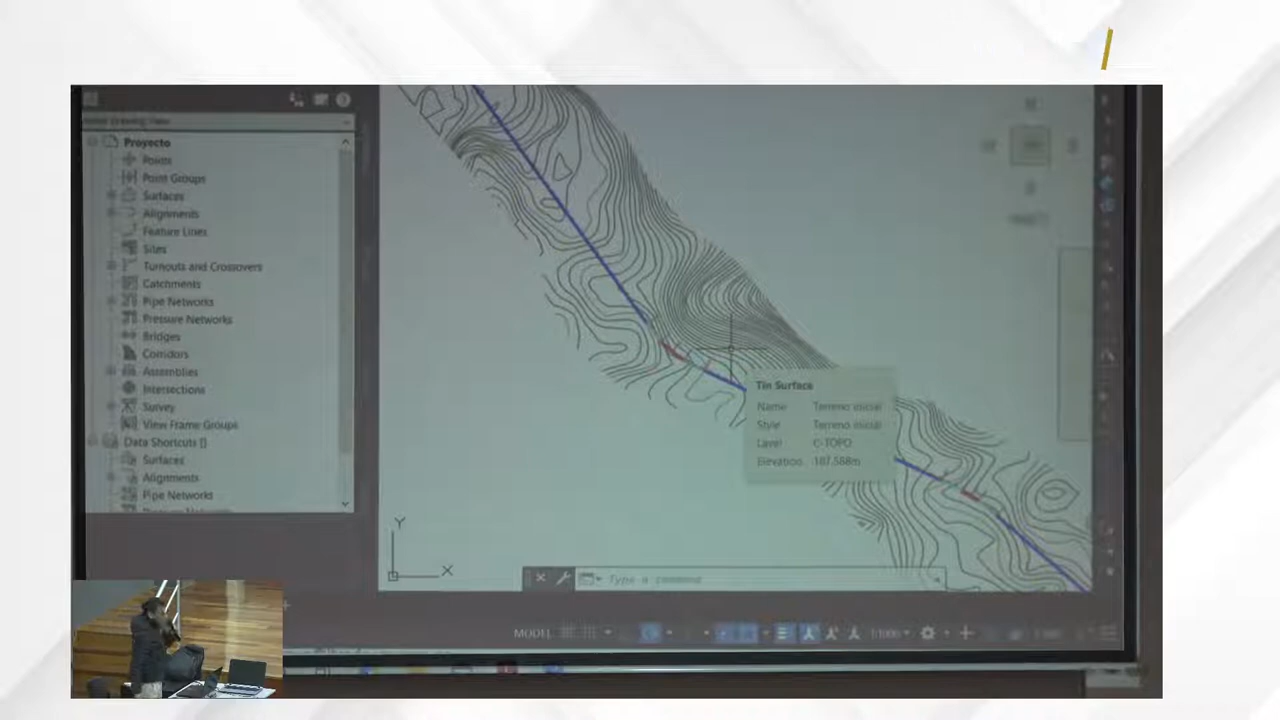 Proyecto
Points
Point Groups
Surfaces
Alignments
Feature Lines
Sites
Turnouts and Crossovers
Catchments
Pipe Networks
Pressure Networks
Bridges
Corridors
Assemblies
Intersections
Survey
View Frame Groups
Data Shortcuts []
Surfaces
Alignments
Pipe Networks
Tin Surface
Name Terreno inicial
Style Terreno inicial
Layer C-TOPO
Elevation 187.588m
Y
X
Type a command
MODEL